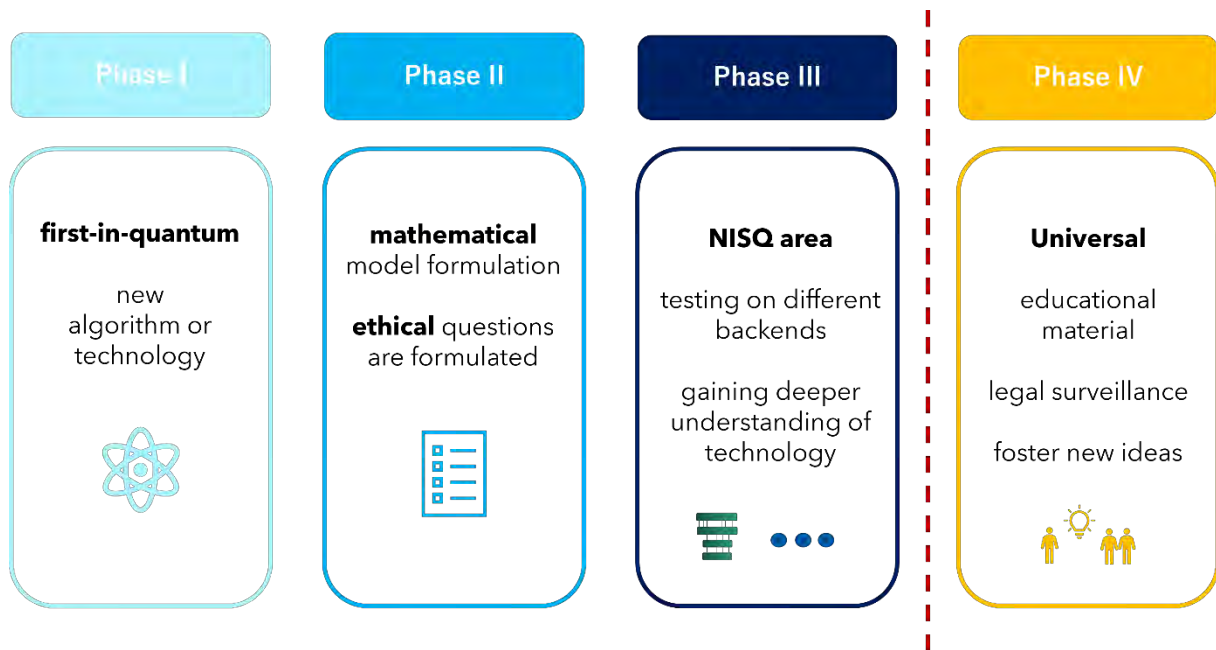 Phase I
Phase II
Phase III
Phase IV
first-in-quantum
new
algorithm or
technology
mathematical
model formulation
ethical questions
are formulated
NISQ area
testing on different
backends
gaining deeper
understanding of
technology
Universal
educational
material
legal surveillance
foster new ideas